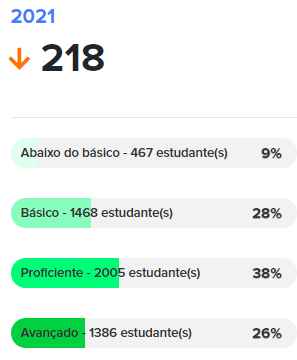 2021
↓ 218
Abaixo do básico - 467 estudante(s) 9%
Básico - 1468 estudante(s) 28%
Proficiente - 2005 estudante(s) 38%
Avançado - 1386 estudante(s) 26%